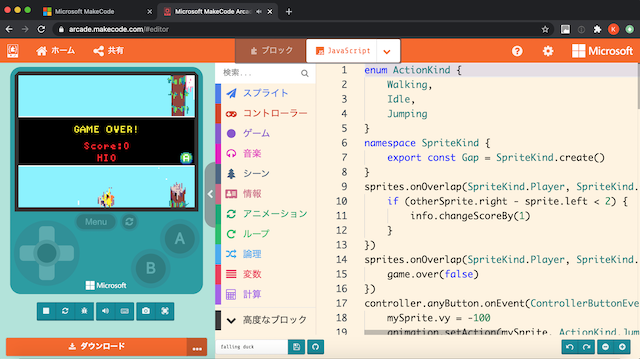 Microsoft MakeCode
Microsoft MakeCode Arcad
arcade.makecode.com/#editor
ホーム
共有
ブロック
JavaScript
Microsoft
GAME OVER!
Score:0
HI0
A
Menu
A
B
Microsoft
ダウンロード
検索...
スプライト
コントローラー
ゲーム
音楽
シーン
情報
アニメーション
ループ
論理
変数
計算
高度なブロック
falling duck
1 enum ActionKind {
2 Walking,
3 Idle,
4 Jumping
5 }
6 namespace SpriteKind {
7 export const Gap = SpriteKind.create()
8 }
9 sprites.onOverlap(SpriteKind.Player, SpriteKind.
10 if (otherSprite.right - sprite.left < 2) {
11 info.changeScoreBy(1)
12 }
13 })
14 sprites.onOverlap(SpriteKind.Player, SpriteKind.
15 game.over(false)
16 })
17 controller.anyButton.onEvent(ControllerButtonEve
18 mySprite.vy = -100
19 animation.setAction(mySprite, ActionKind.Jum